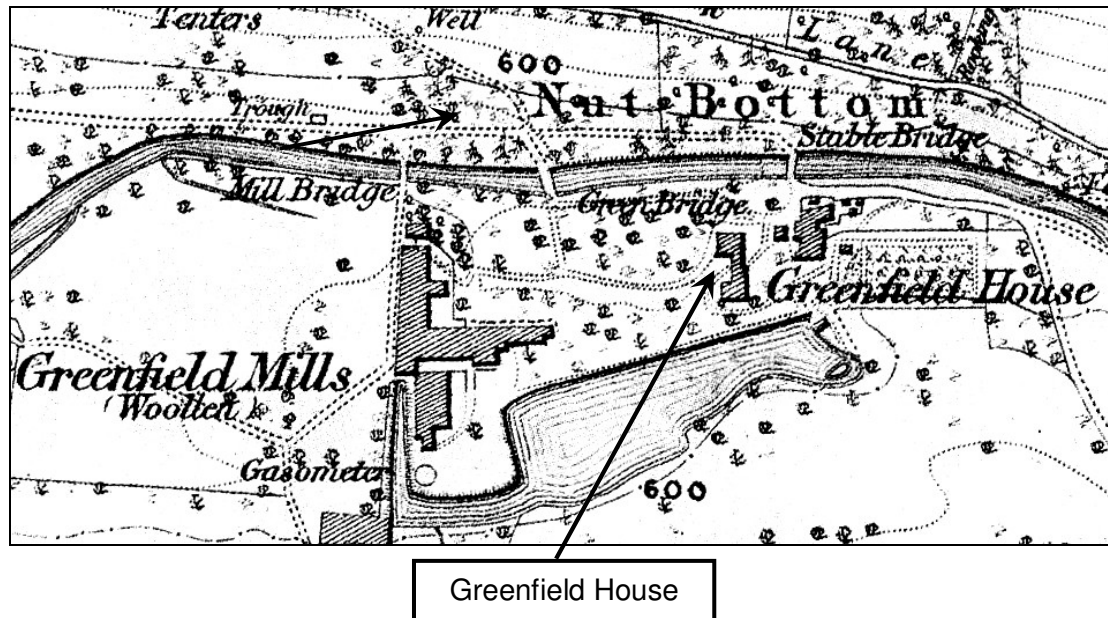 Tenters
Well
600
Lane
Nut Bottom
Trough
Stable Bridge
Mill Bridge
Green Bridge
Greenfield House
Greenfield Mills
(Woollen)
Gasometer
600
Greenfield House